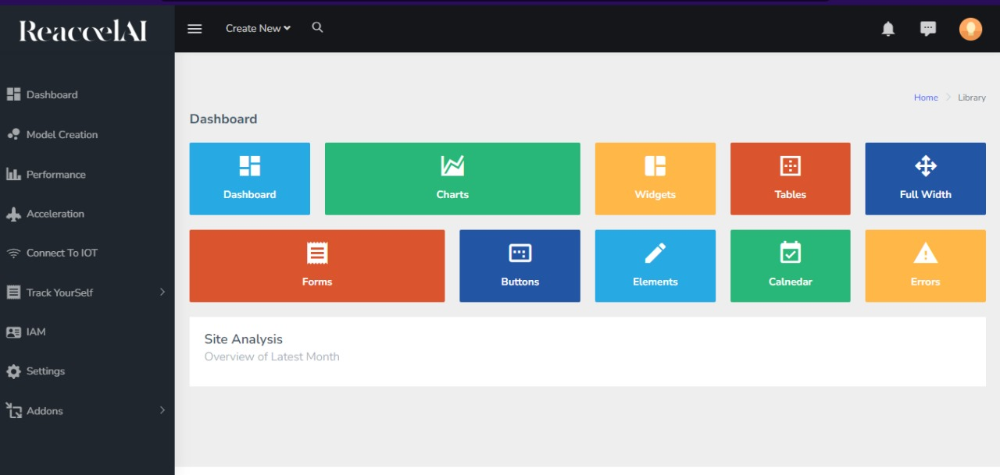 ReaccelAI
Create New
Dashboard
Model Creation
Performance
Acceleration
Connect To IOT
Track YourSelf
IAM
Settings
Addons
Home > Library
Dashboard
Dashboard
Charts
Widgets
Tables
Full Width
Forms
Buttons
Elements
Calnedar
Errors
Site Analysis
Overview of Latest Month